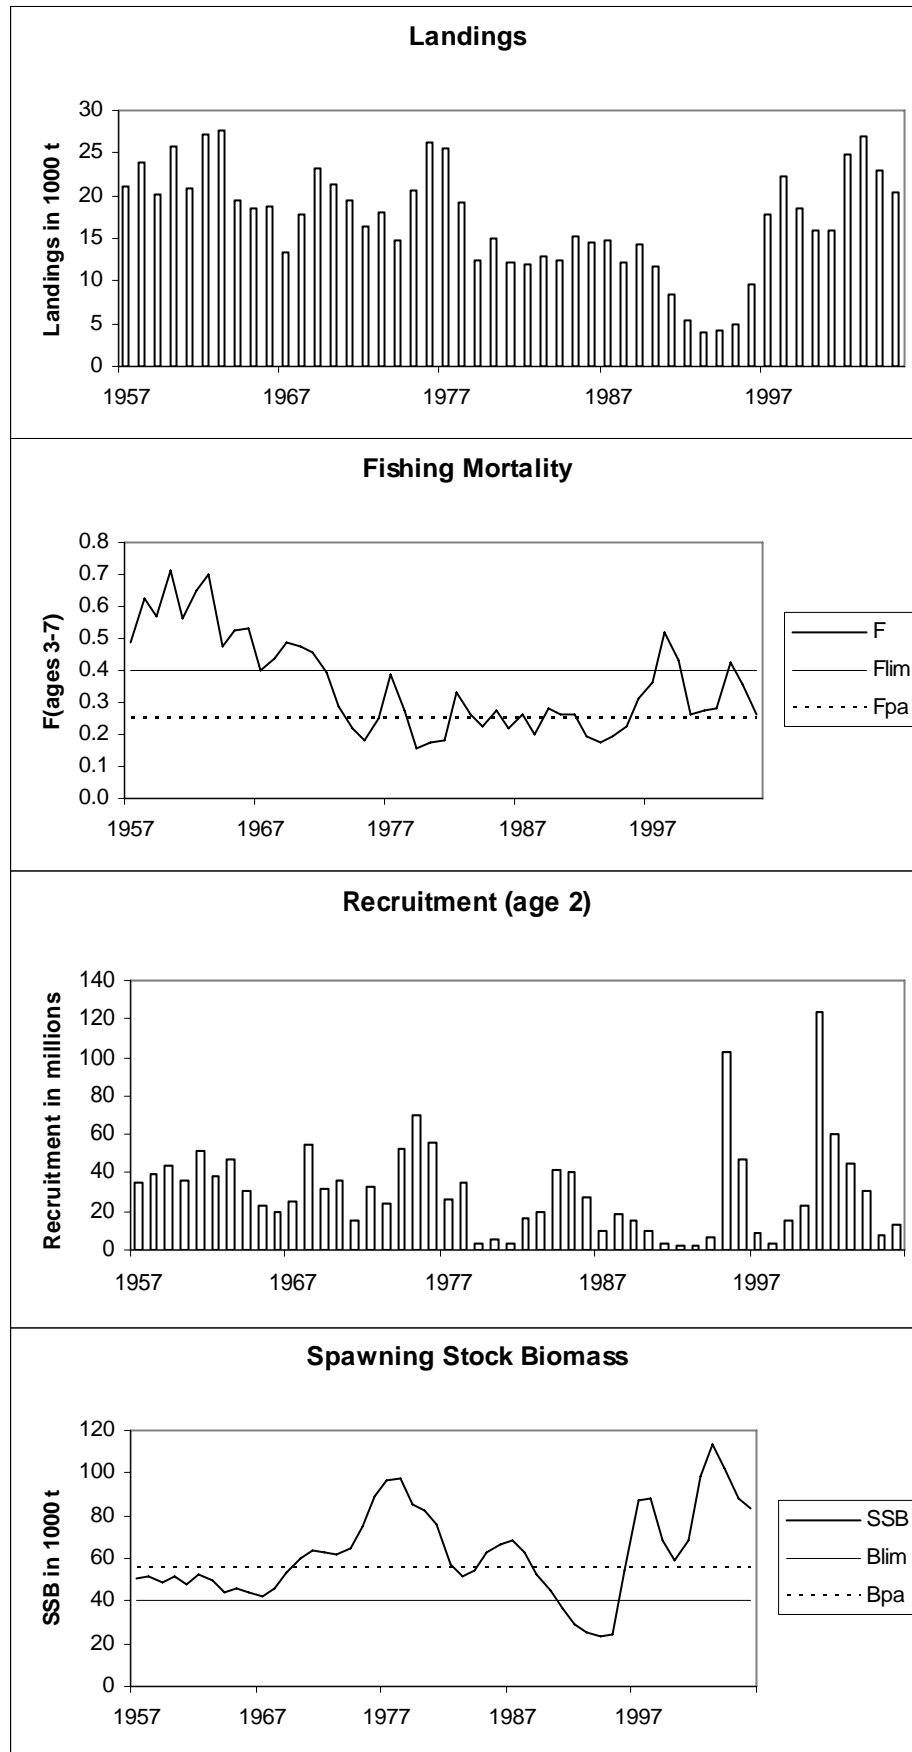 Landings
Landings in 1000 t
30
25
20
15
10
5
0
1957 1967 1977 1987 1997
Fishing Mortality
F(ages 3-7)
0.8
0.7
0.6
0.5
0.4
0.3
0.2
0.1
0.0
1957 1967 1977 1987 1997
F
Flim
Fpa
Recruitment (age 2)
Recruitment in millions
140
120
100
80
60
40
20
0
1957 1967 1977 1987 1997
Spawning Stock Biomass
SSB in 1000 t
120
100
80
60
40
20
0
1957 1967 1977 1987 1997
SSB
Blim
Bpa